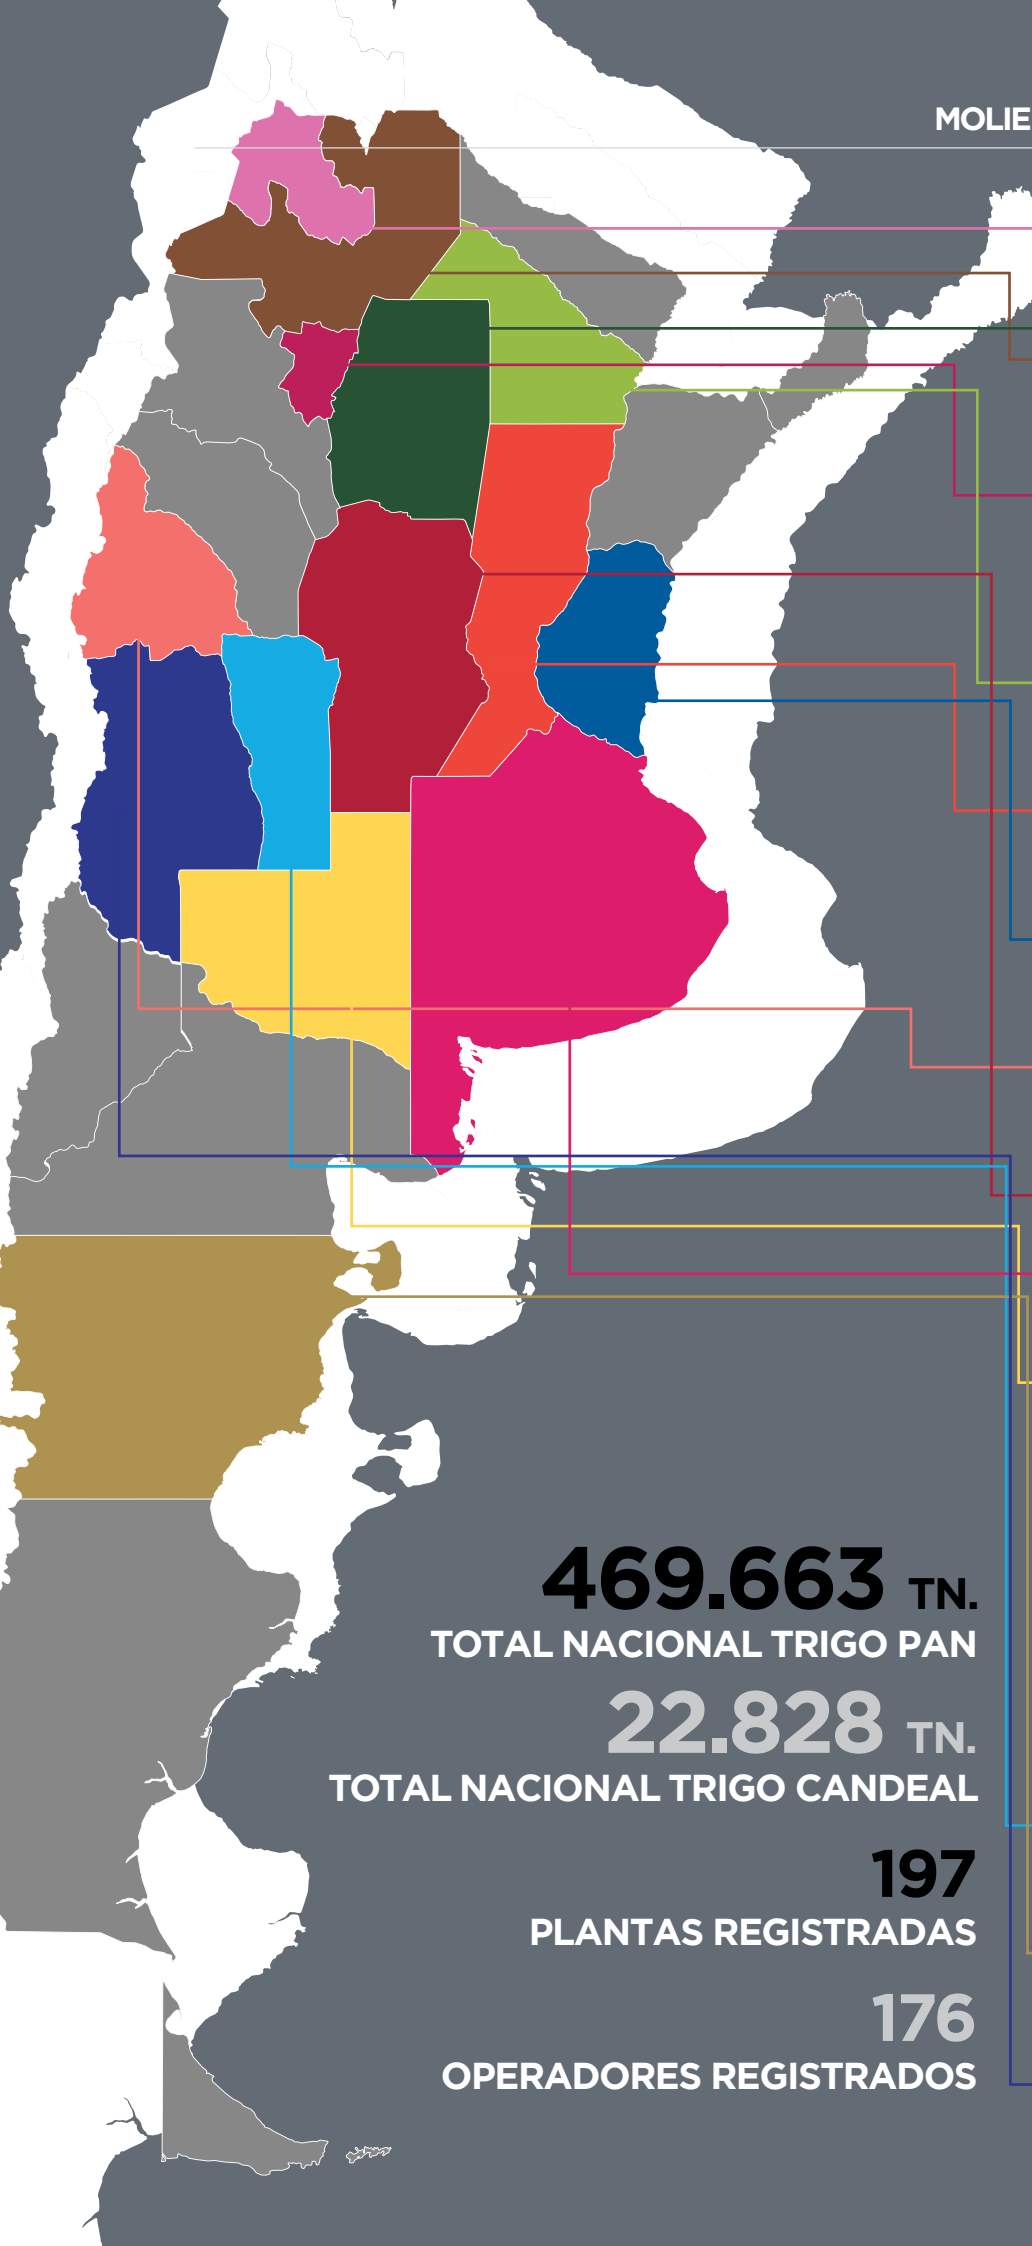 MOLIE
469.663 TN.
TOTAL NACIONAL TRIGO PAN
22.828 TN.
TOTAL NACIONAL TRIGO CANDEAL
197
PLANTAS REGISTRADAS
176
OPERADORES REGISTRADOS